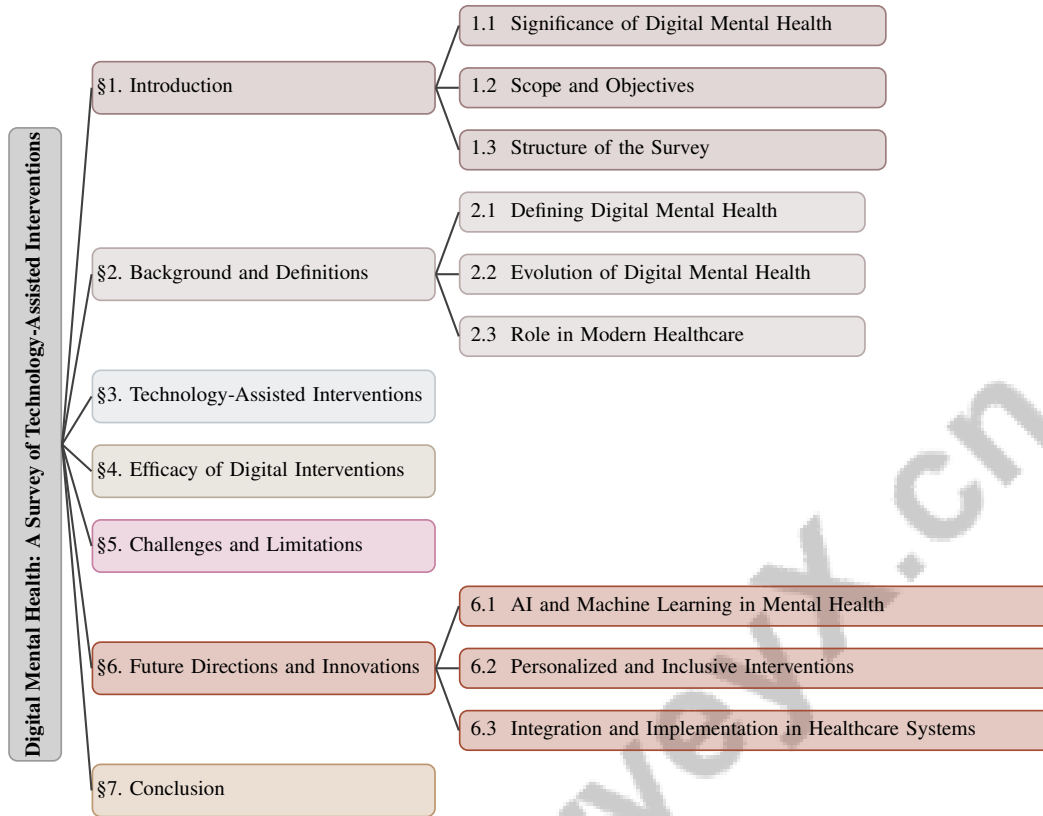 Digital Mental Health: A Survey of Technology-Assisted Interventions
§1. Introduction
1.1 Significance of Digital Mental Health
1.2 Scope and Objectives
1.3 Structure of the Survey
§2. Background and Definitions
2.1 Defining Digital Mental Health
2.2 Evolution of Digital Mental Health
2.3 Role in Modern Healthcare
§3. Technology-Assisted Interventions
§4. Efficacy of Digital Interventions
§5. Challenges and Limitations
§6. Future Directions and Innovations
6.1 AI and Machine Learning in Mental Health
6.2 Personalized and Inclusive Interventions
6.3 Integration and Implementation in Healthcare Systems
§7. Conclusion
veyx.cn